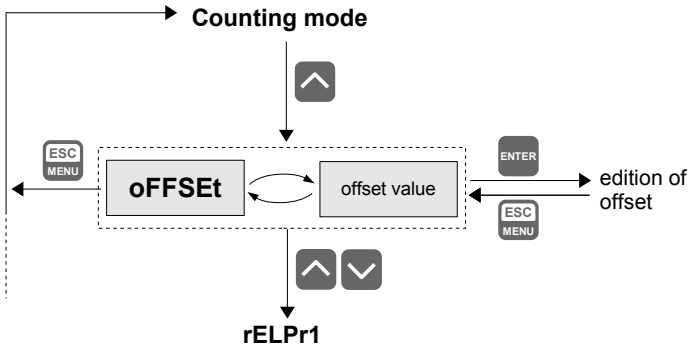 Counting mode
ESC
MENU
oFFSEt
offset value
ENTER
edition of
offset
ESC
MENU
rELPr1